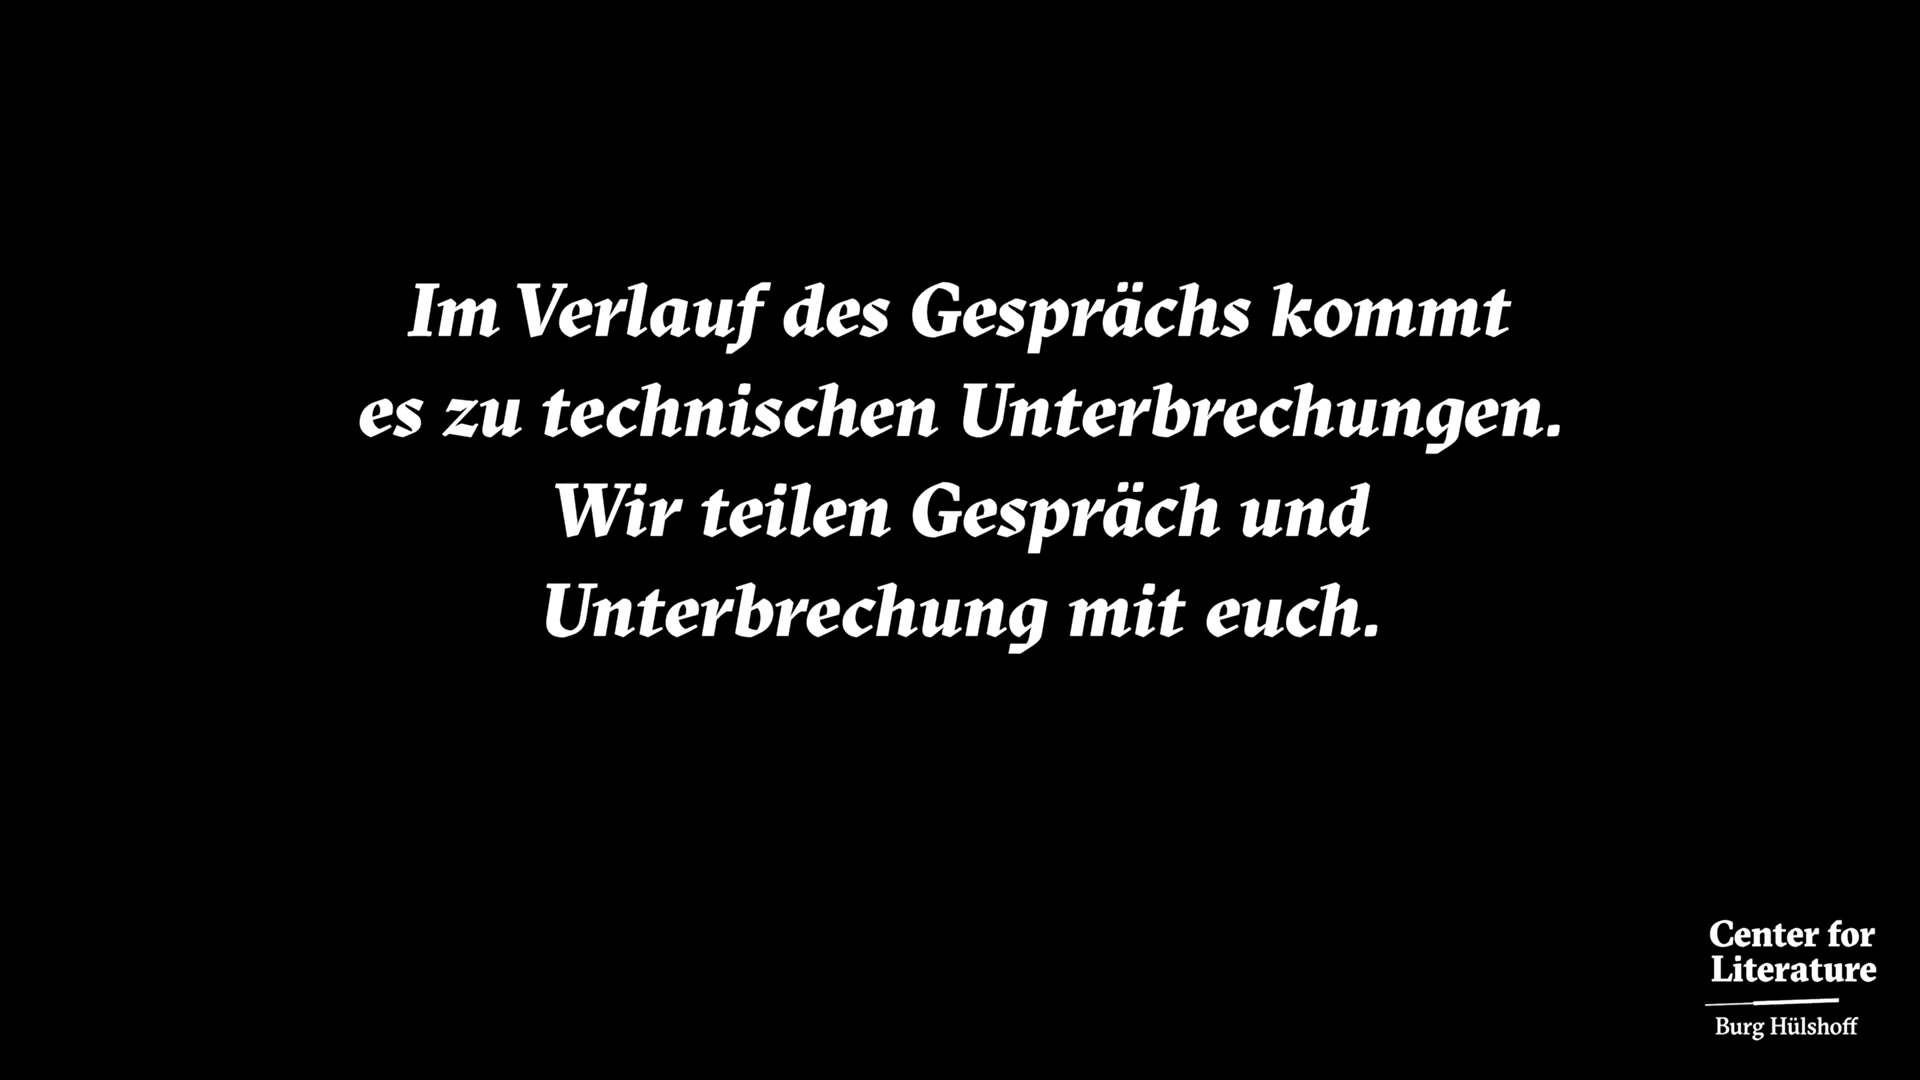 Im Verlauf des Gesprächs kommt
es zu technischen Unterbrechungen.
Wir teilen Gespräch und
Unterbrechung mit euch.
Center for
Literature
Burg Hülshoff